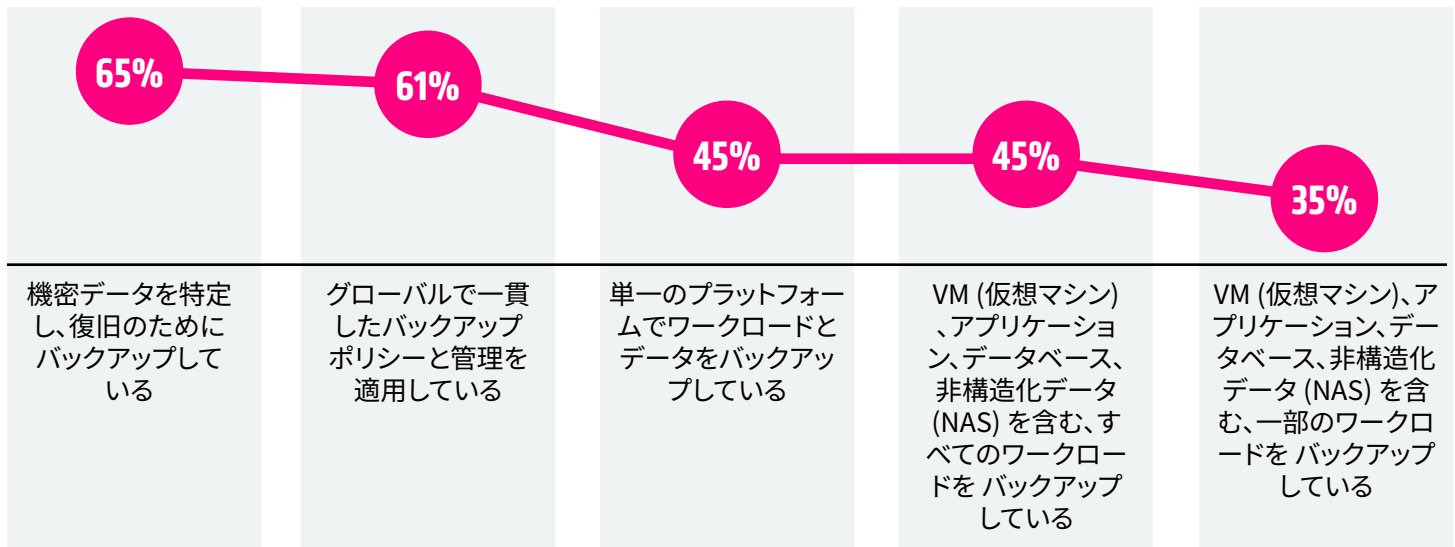 65%
61%
45%
45%
35%
機密データを特定
し、復旧のために
バックアップして
いる
グローバルで一貫
したバックアップ
ポリシーと管理を
適用している
単一のプラットフォー
ムでワークロードと
データをバックアッ
プしている
VM (仮想マシン)
、アプリケーショ
ン、データベース、
非構造化データ
(NAS) を含む、す
べてのワークロー
ドを バックアップ
している
VM (仮想マシン)、ア
プリケーション、デー
タベース、非構造化
データ (NAS) を含
む、一部のワークロ
ードを バックアップ
している